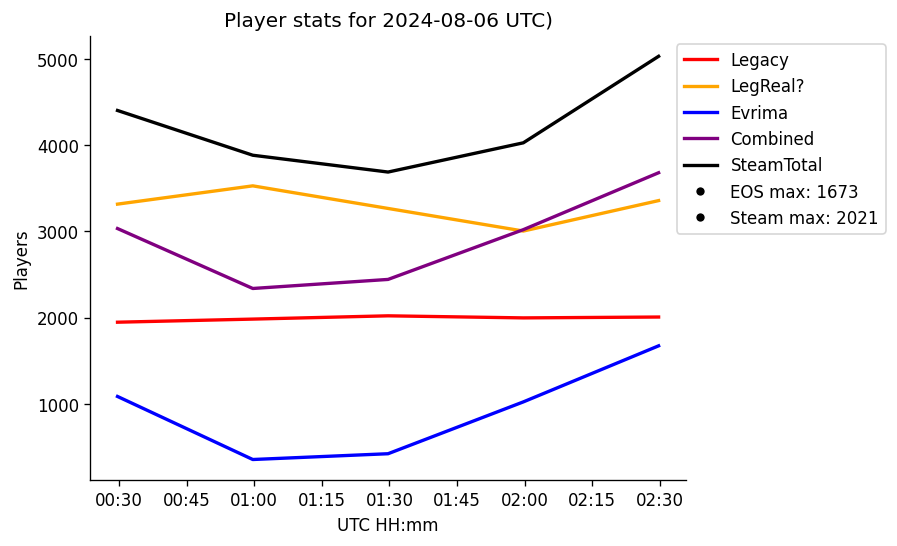 Player stats for 2024-08-06 UTC)
Players
5000
4000
3000
2000
1000
00:30 00:45 01:00 01:15 01:30 01:45 02:00 02:15 02:30
UTC HH:mm
Legacy
LegReal?
Evrima
Combined
SteamTotal
EOS max: 1673
Steam max: 2021